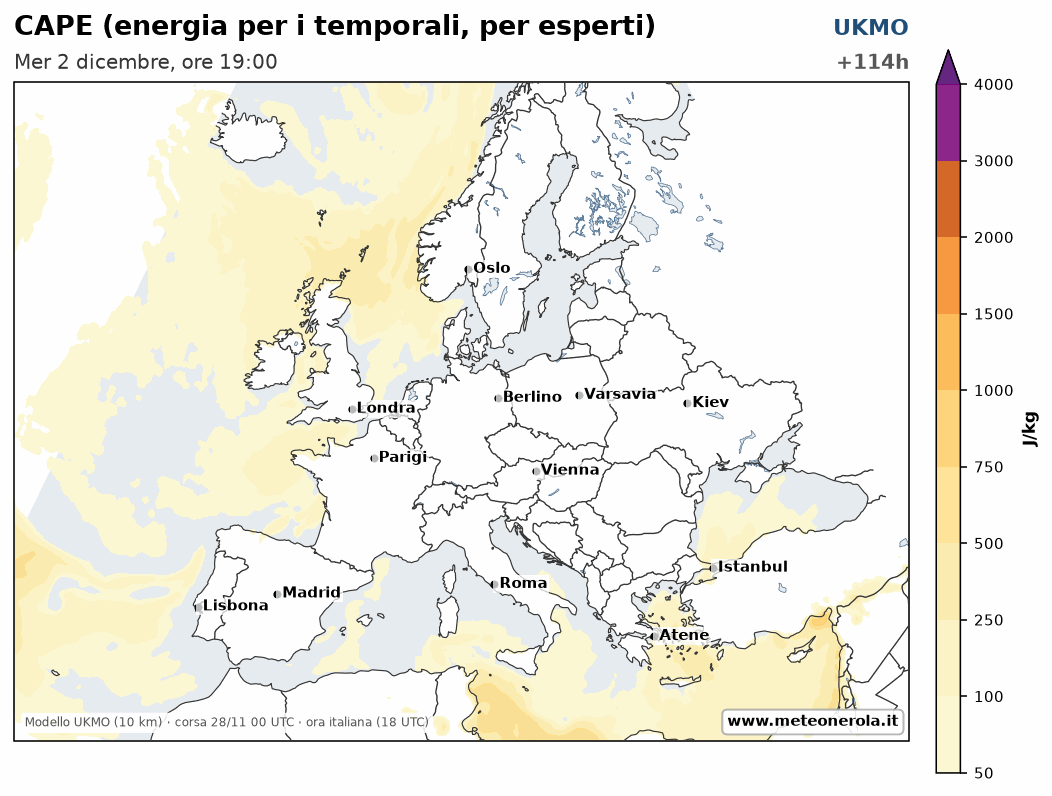 CAPE (energia per i temporali, per esperti)
UKMO
Mer 2 dicembre, ore 19:00
+114h
4000
3000
2000
1500
1000
750
500
250
100
50
J/kg
Oslo
Londra
Berlino
Varsavia
Kiev
Parigi
Vienna
Istanbul
Roma
Madrid
Lisbona
Atene
Modello UKMO (10 km) · corsa 28/11 00 UTC · ora italiana (18 UTC)
www.meteonerola.it